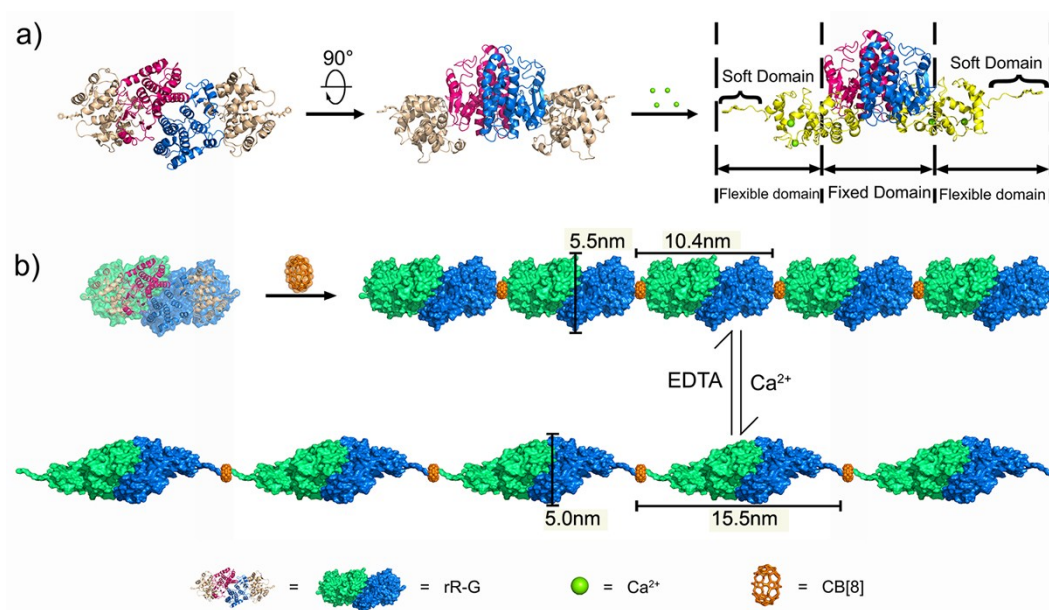 a)
90°
Soft Domain
Soft Domain
Flexible domain
Fixed Domain
Flexible domain
b)
5.5nm
10.4nm
EDTA
Ca²⁺
5.0nm
15.5nm
= = rR-G
= Ca²⁺
= CB[8]